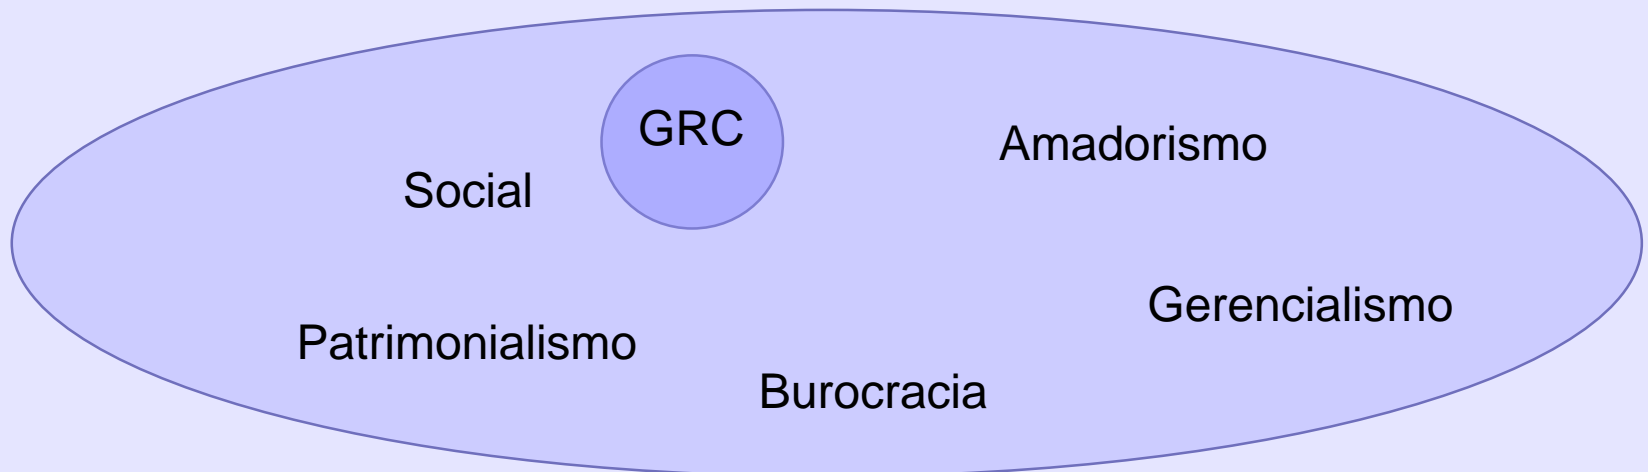 GRC
Amadorismo
Social
Gerencialismo
Patrimonialismo
Burocracia